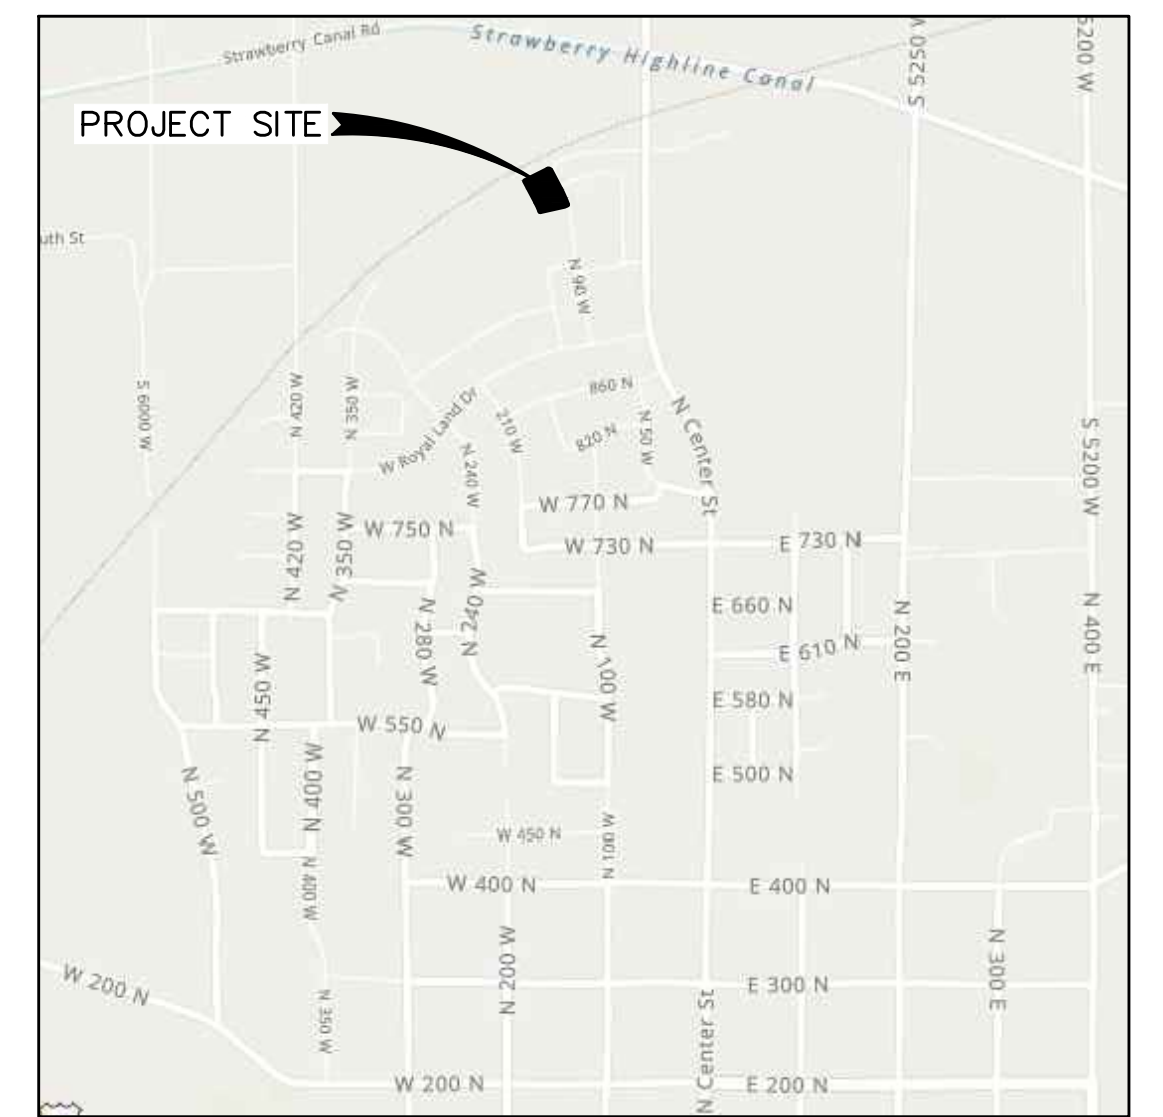 Strawberry Canal Rd
Strawberry Highline Canal
S 5250 W
5200 W
PROJECT SITE
uth St
N 90 W
S 6000 W
N 420 W
N 350 W
W Royal Land Dr
210 W
860 N
820 N
N 50 W
N Center St
S 5200 W
N 240 W
W 770 N
W 750 N
W 730 N
E 730 N
N 420 W
N 350 W
N 280 W
N 240 W
N 100 W
E 660 N
E 610 N
N 200 E
N 400 E
N 450 W
W 550 N
E 580 N
N 500 W
N 400 W
N 300 W
E 500 N
W 450 N
N 100 W
N 400 W
W 400 N
E 400 N
W 200 N
N 200 W
N 300 E
N 350 W
N Center St
E 300 N
W 200 N
E 200 N